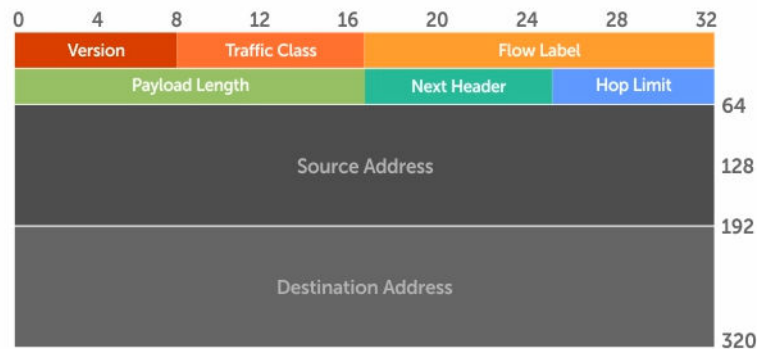 0 4 8 12 16 20 24 28 32
Version Traffic Class Flow Label
Payload Length Next Header Hop Limit
64
Source Address 128
192
Destination Address
320